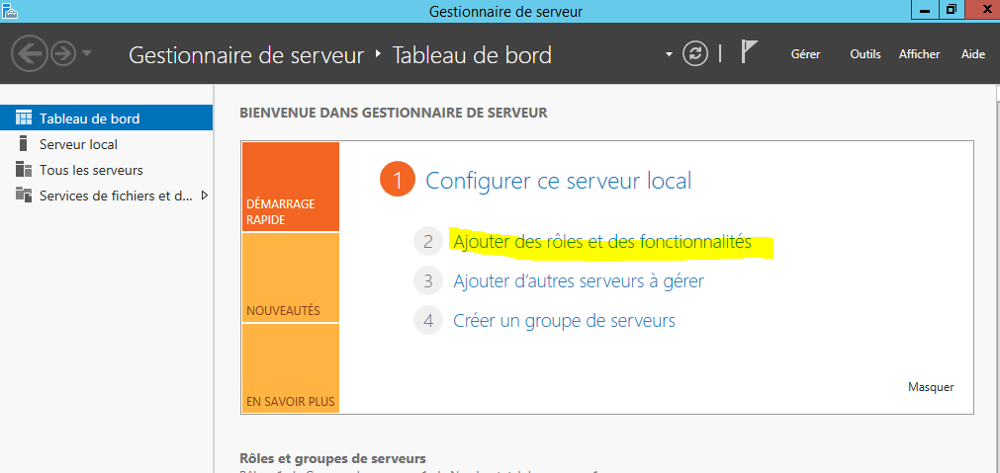 Gestionnaire de serveur
Gestionnaire de serveur ‣ Tableau de bord
Gérer Outils Afficher Aide
Tableau de bord
Serveur local
Tous les serveurs
Services de fichiers et d...
BIENVENUE DANS GESTIONNAIRE DE SERVEUR
DÉMARRAGE
RAPIDE
NOUVEAUTÉS
EN SAVOIR PLUS
1 Configurer ce serveur local
2 Ajouter des rôles et des fonctionnalités
3 Ajouter d’autres serveurs à gérer
4 Créer un groupe de serveurs
Masquer
Rôles et groupes de serveurs